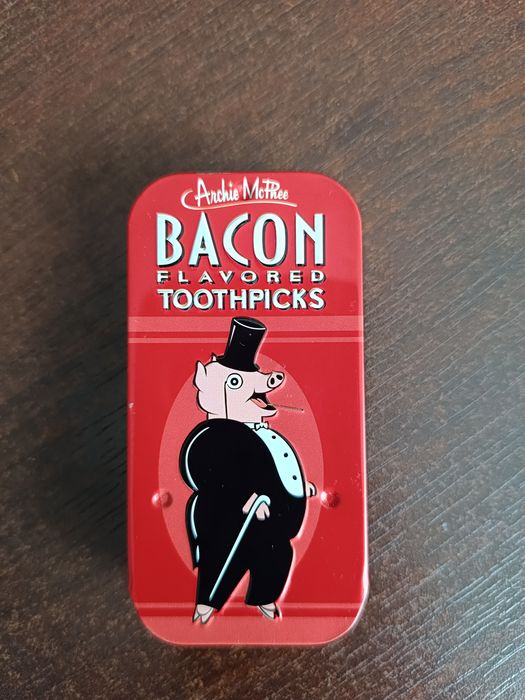 Archie McPhee
BACON
FLAVORED
TOOTHPICKS